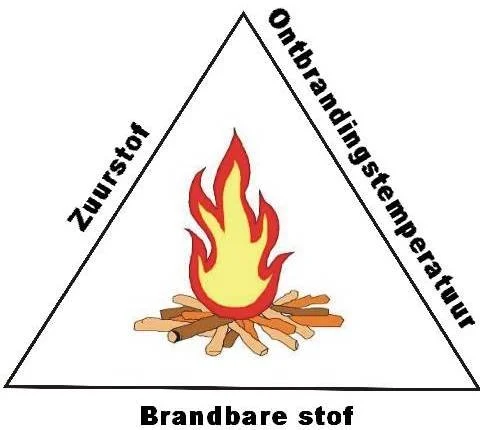 Zuurstof
Ontbrandingstemperatuur
Brandbare stof